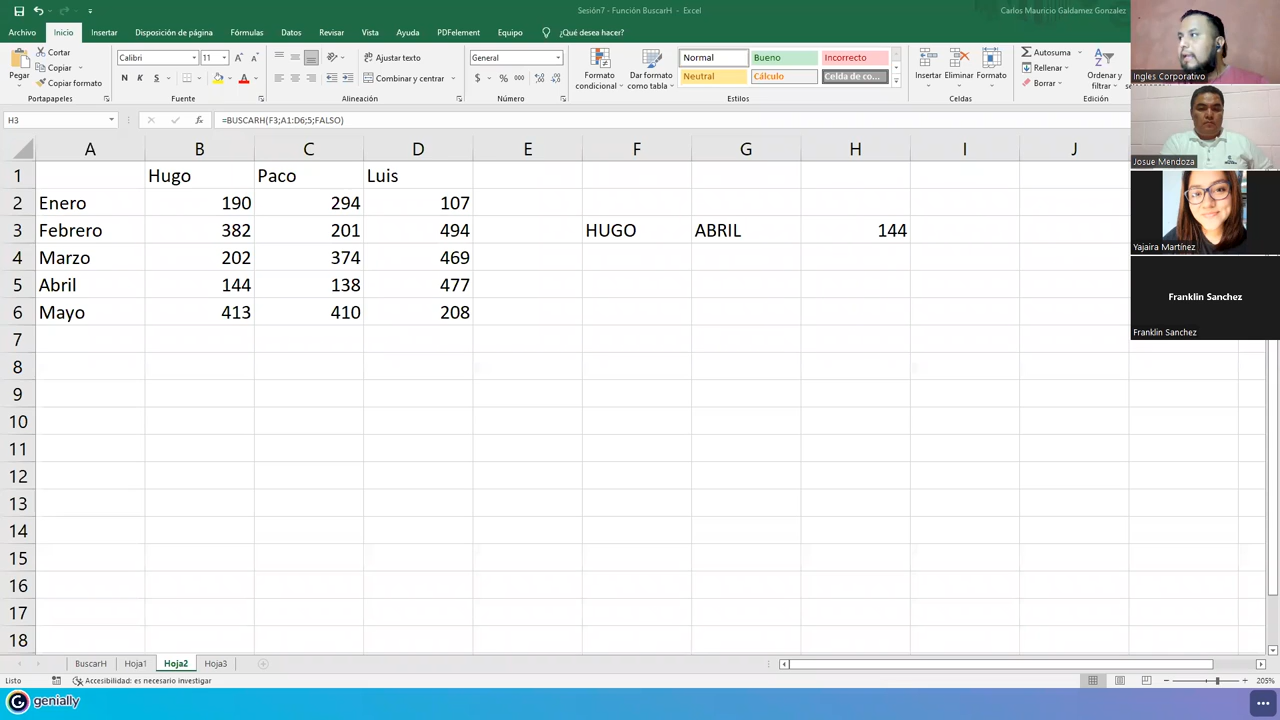 Sesión7 - Función BuscarH - Excel
Carlos Mauricio Galdamez Gonzalez
Archivo Inicio Insertar Disposición de página Fórmulas Datos Revisar Vista Ayuda PDFelement Equipo ¿Qué desea hacer?
Pegar
Cortar
Copiar
Copiar formato
Portapapeles
Calibri 11
N K S
Fuente
Ajustar texto
Combinar y centrar
Alineación
General
$ % 000
Número
Formato condicional
Dar formato como tabla
Normal Bueno Incorrecto
Neutral Cálculo Celda de co...
Estilos
Insertar Eliminar Formato
Celdas
Autosuma
Rellenar
Borrar
Ordenar y filtrar
Edición
H3 fx =BUSCARH(F3;A1:D6;5;FALSO)
A B C D E F G H I J
1 Hugo Paco Luis
2 Enero 190 294 107
3 Febrero 382 201 494 HUGO ABRIL 144
4 Marzo 202 374 469
5 Abril 144 138 477
6 Mayo 413 410 208
7
8
9
10
11
12
13
14
15
16
17
18
BuscarH Hoja1 Hoja2 Hoja3
Listo Accesibilidad: es necesario investigar 205%
genially
Ingles Corporativo
Josue Mendoza
Yajaira Martínez
Franklin Sanchez
Franklin Sanchez